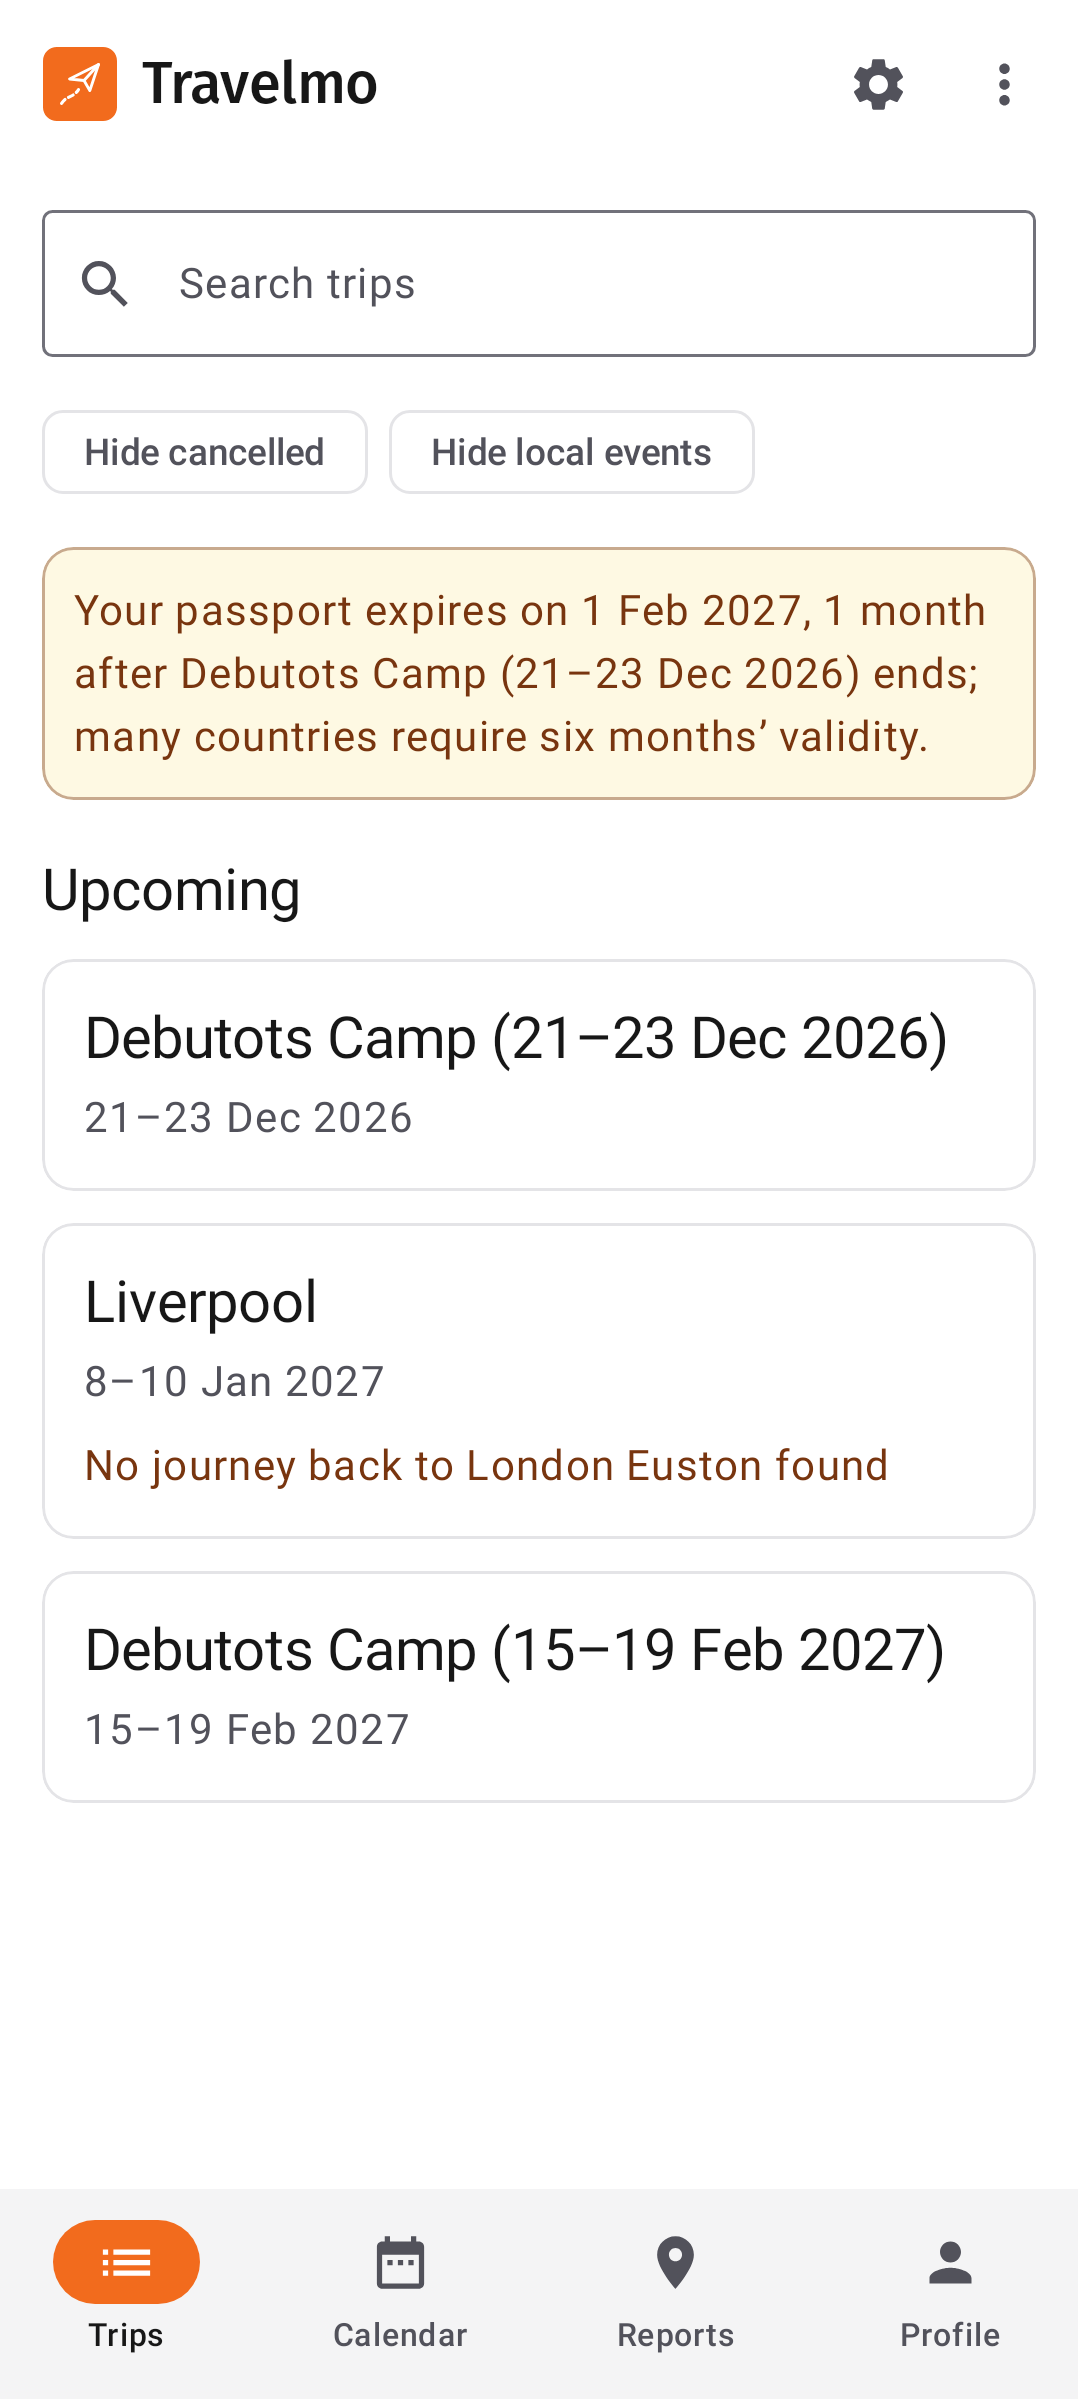 Travelmo
Search trips
Hide cancelled
Hide local events
Your passport expires on 1 Feb 2027, 1 month
after Debutots Camp (21–23 Dec 2026) ends;
many countries require six months’ validity.
Upcoming
Debutots Camp (21–23 Dec 2026)
21–23 Dec 2026
Liverpool
8–10 Jan 2027
No journey back to London Euston found
Debutots Camp (15–19 Feb 2027)
15–19 Feb 2027
Trips
Calendar
Reports
Profile